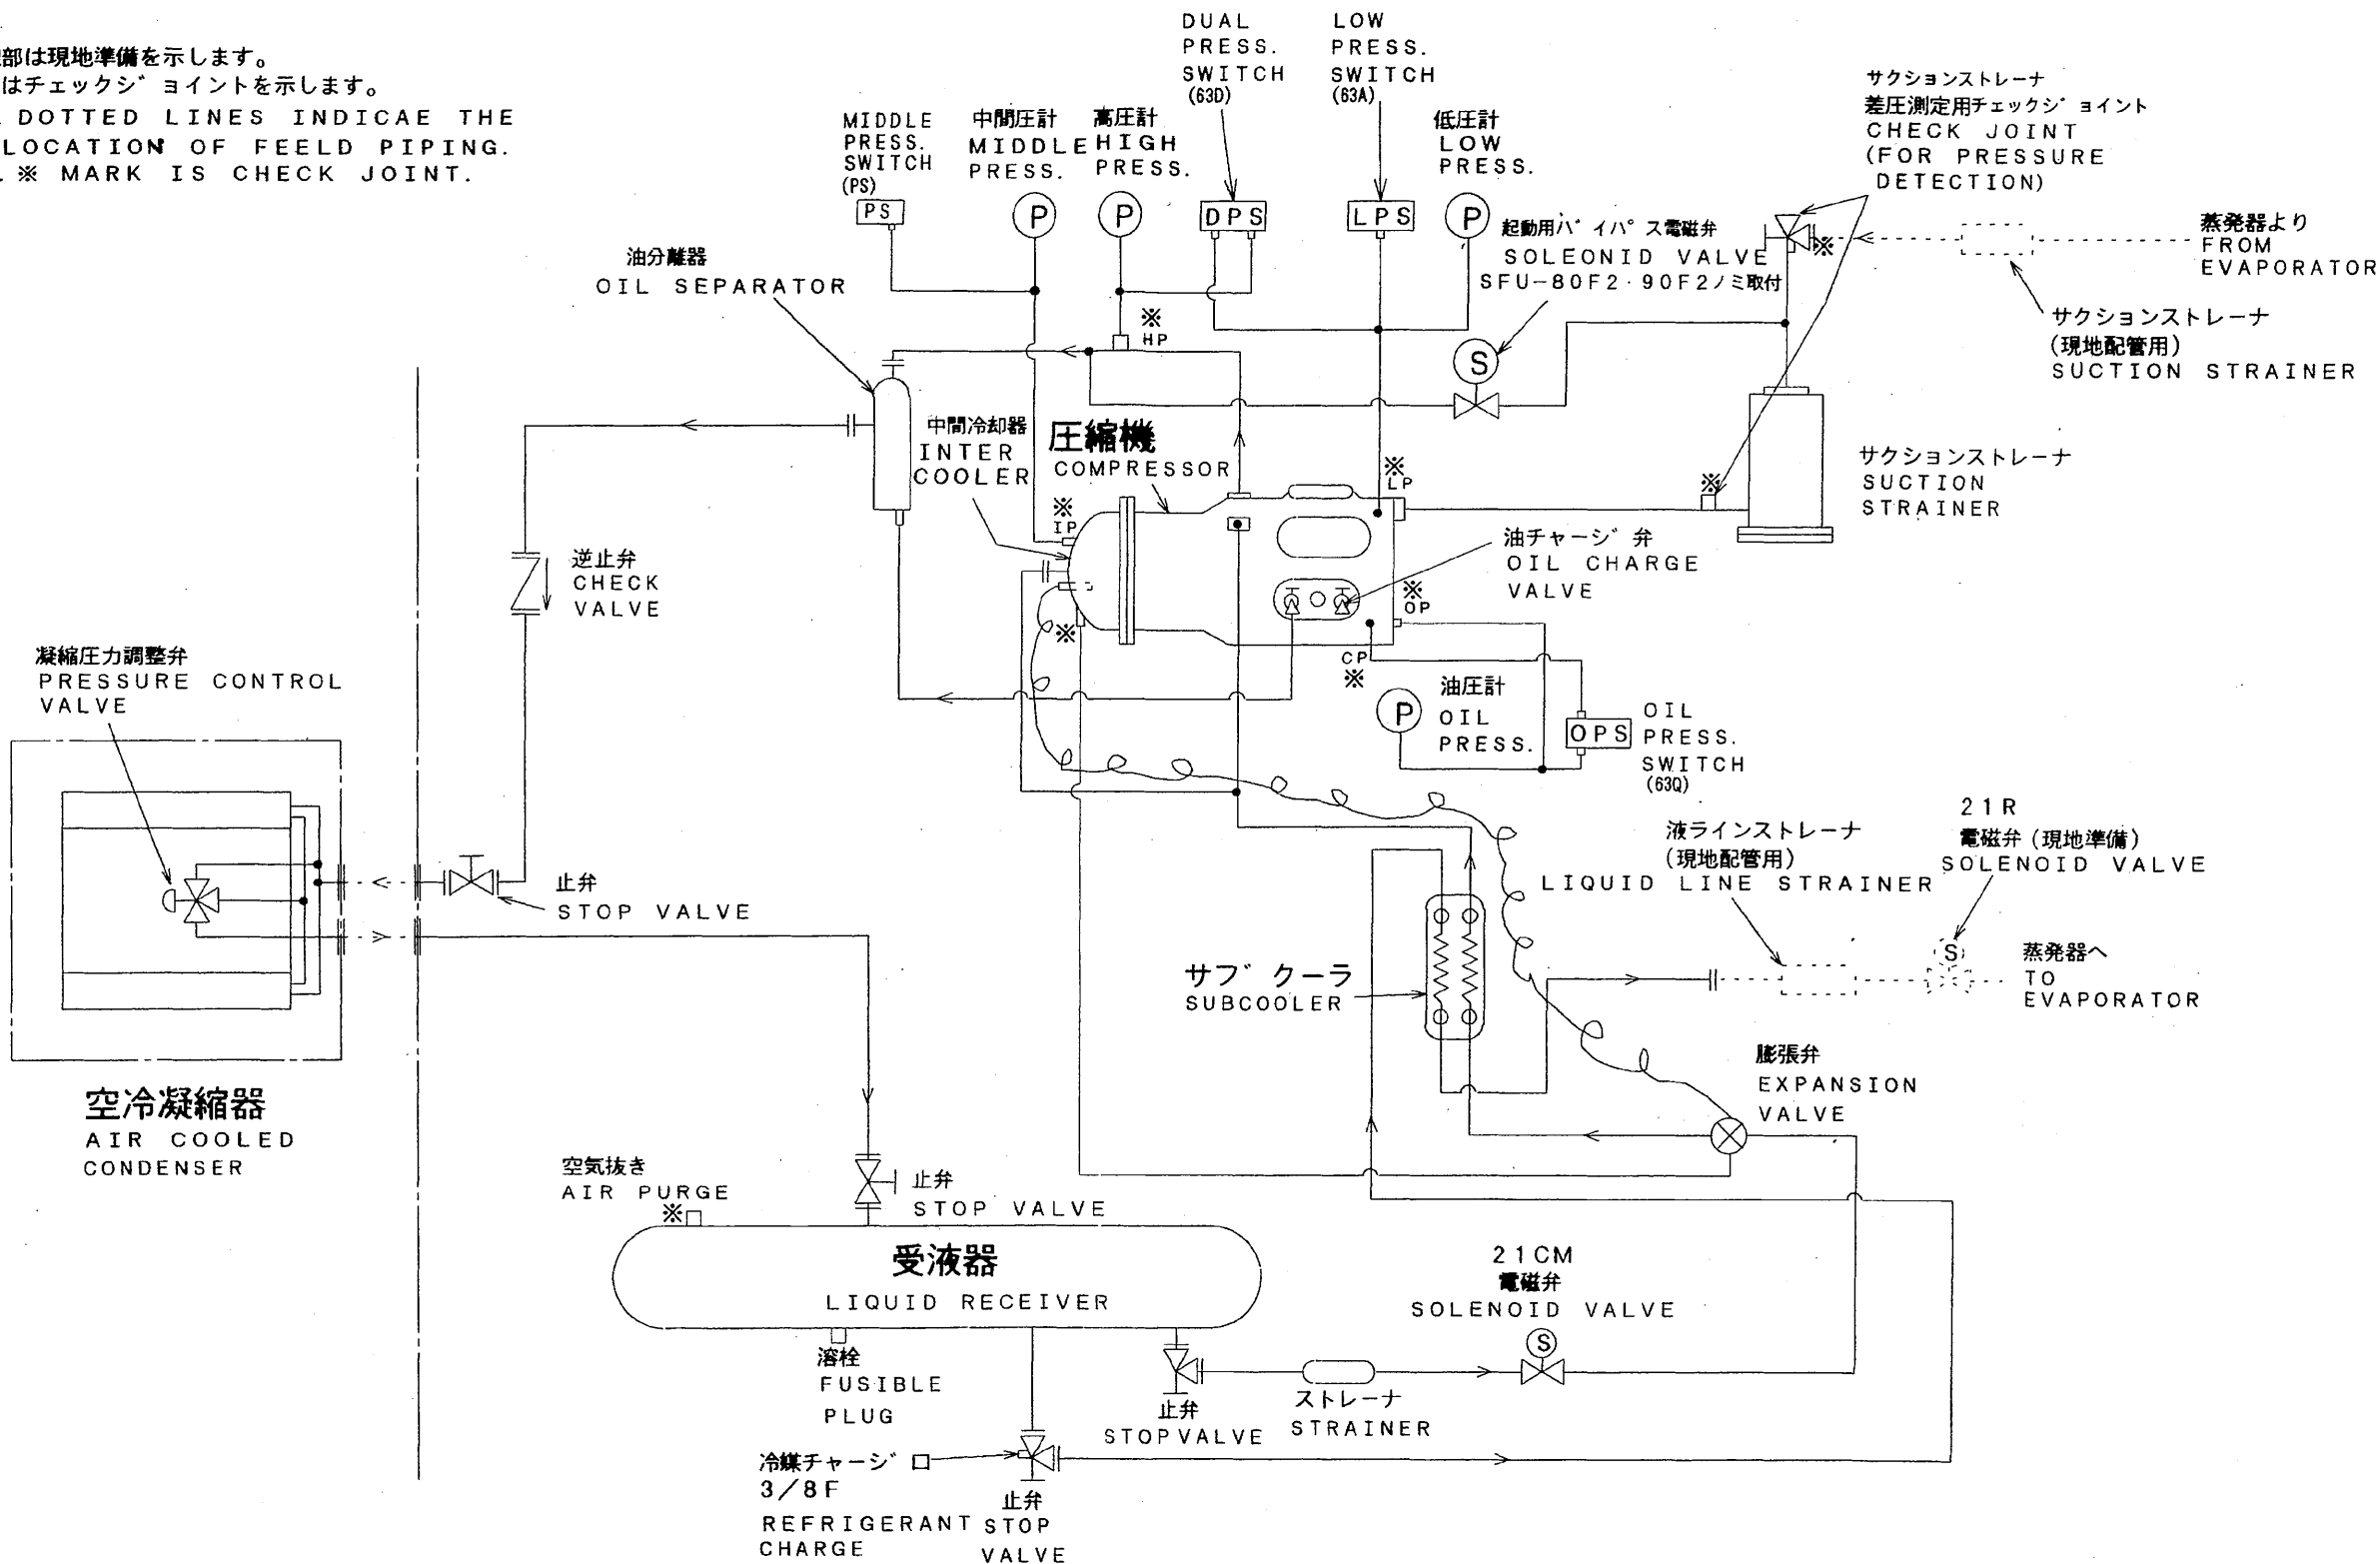 部は現地準備を示します。
はチェックジョイントを示します。
DOTTED LINES INDICAE THE
LOCATION OF FEELD PIPING.
※ MARK IS CHECK JOINT.
MIDDLE
PRESS.
SWITCH
(PS)
PS
中間圧計
MIDDLE
PRESS.
P
高圧計
HIGH
PRESS.
P
DUAL
PRESS.
SWITCH
(63D)
DPS
LOW
PRESS.
SWITCH
(63A)
LPS
低圧計
LOW
PRESS.
P
起動用バイパス電磁弁
SOLEONID VALVE
SFU-80F2・90F2ノミ取付
S
サクションストレーナ
差圧測定用チェックジョイント
CHECK JOINT
(FOR PRESSURE
DETECTION)
※
蒸発器より
FROM
EVAPORATOR
サクションストレーナ
(現地配管用)
SUCTION STRAINER
油分離器
OIL SEPARATOR
※
HP
中間冷却器
INTER
COOLER
圧縮機
COMPRESSOR
※
IP
※
LP
※
サクションストレーナ
SUCTION
STRAINER
油チャージ弁
OIL CHARGE
VALVE
※
OP
※
CP
※
逆止弁
CHECK
VALVE
油圧計
OIL
PRESS.
P
OPS
OIL
PRESS.
SWITCH
(63Q)
凝縮圧力調整弁
PRESSURE CONTROL
VALVE
止弁
STOP VALVE
液ラインストレーナ
(現地配管用)
LIQUID LINE STRAINER
21R
電磁弁(現地準備)
SOLENOID VALVE
S
蒸発器へ
TO
EVAPORATOR
サブクーラ
SUBCOOLER
膨張弁
EXPANSION
VALVE
空冷凝縮器
AIR COOLED
CONDENSER
空気抜き
AIR PURGE
※
止弁
STOP VALVE
受液器
LIQUID RECEIVER
21CM
電磁弁
SOLENOID VALVE
S
溶栓
FUSIBLE
PLUG
止弁
STOPVALVE
ストレーナ
STRAINER
冷媒チャージ口
3/8F
REFRIGERANT
CHARGE
止弁
STOP
VALVE